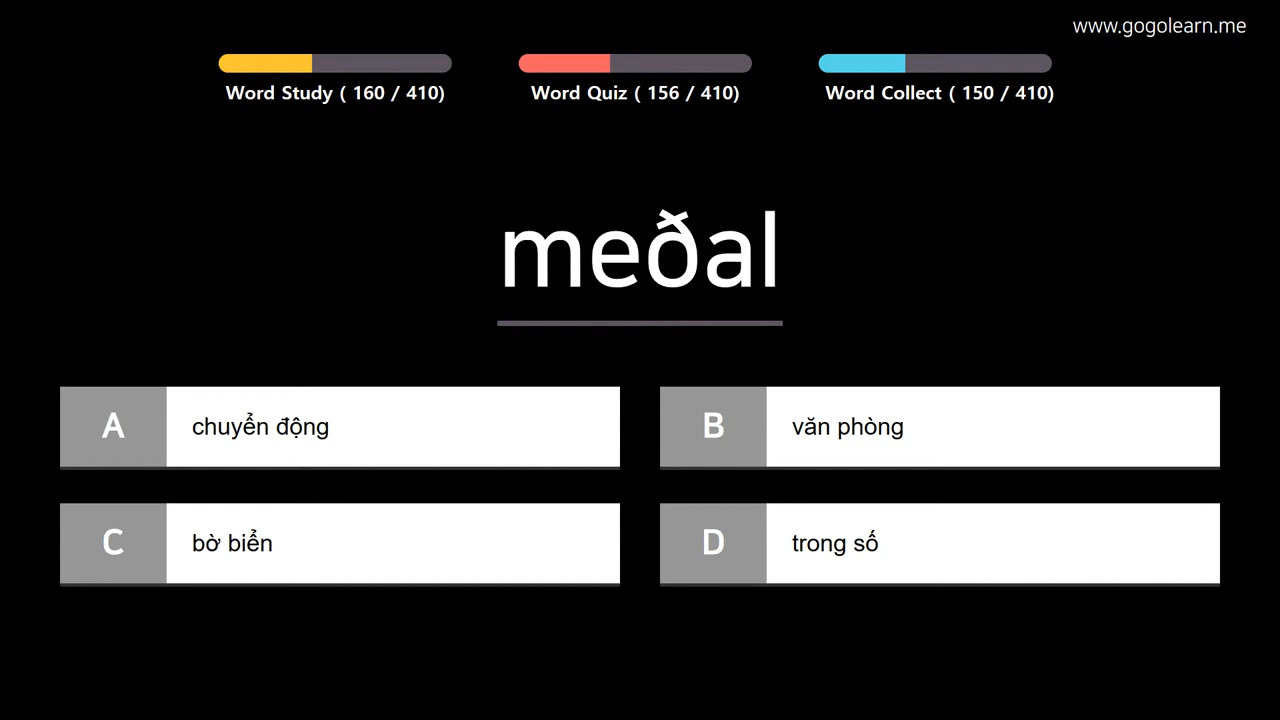 www.gogolearn.me
Word Study ( 160 / 410)
Word Quiz ( 156 / 410)
Word Collect ( 150 / 410)
meðal
A chuyển động
B văn phòng
C bờ biển
D trong số